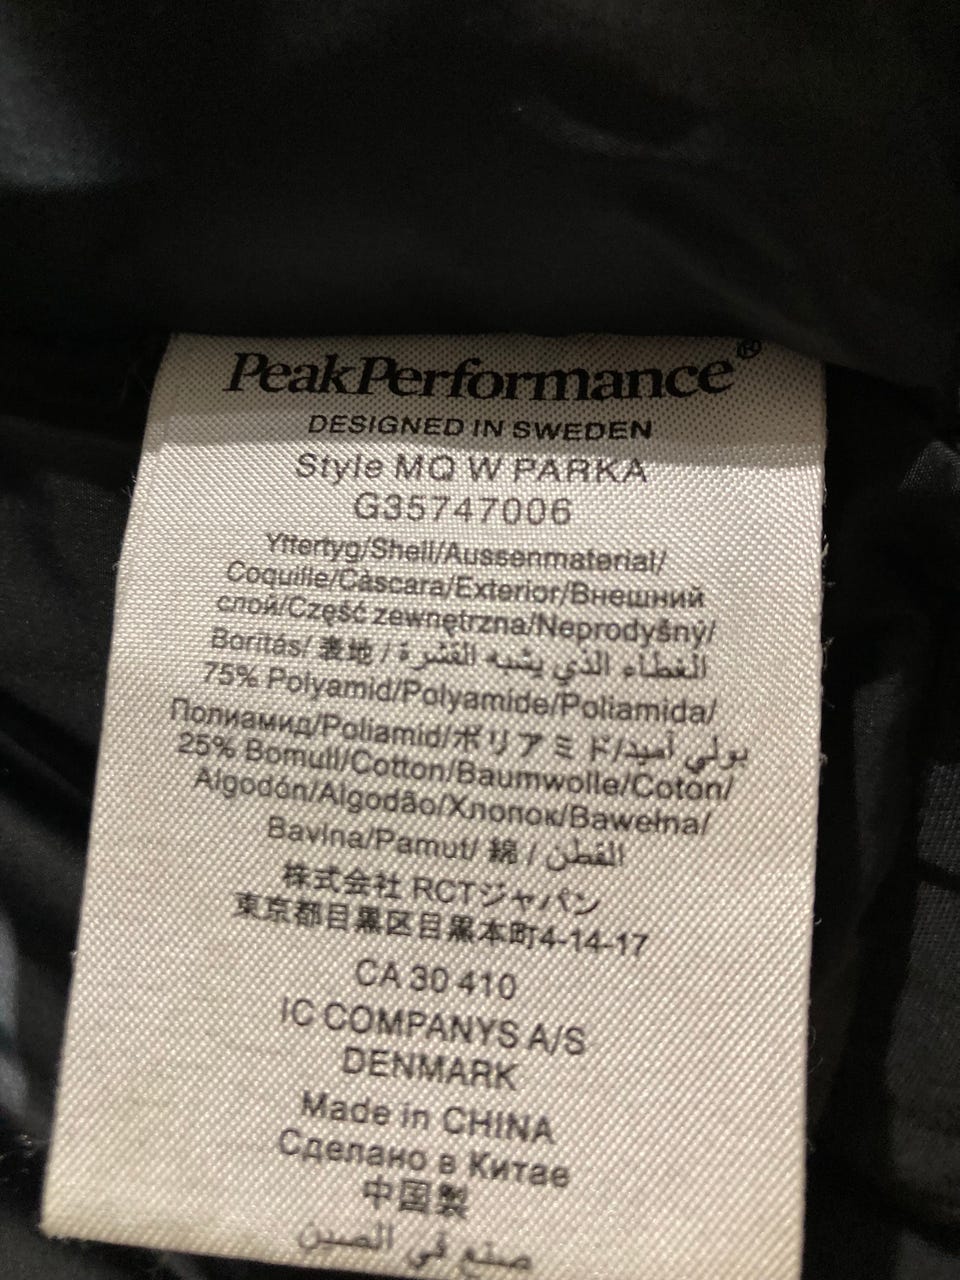 PeakPerformance®
DESIGNED IN SWEDEN
Style MQ W PARKA
G35747006
Yttertyg/Shell/Aussenmaterial/
Coquille/Cáscara/Exterior/Внешний
слой/Część zewnętrzna/Neprodyšný/
Borítás/ 表地 / الغطاء الذي يشبه القشرة
75% Polyamid/Polyamide/Poliamida/
Полиамид/Poliamid/ポリアミド/بولي أميد
25% Bomull/Cotton/Baumwolle/Coton/
Algodón/Algodão/Хлопок/Bawełna/
Bavlna/Pamut/ 綿 / القطن
株式会社 RCTジャパン
東京都目黒区目黒本町4-14-17
CA 30 410
IC COMPANYS A/S
DENMARK
Made in CHINA
Сделано в Китае
中国製
صنع في الصين